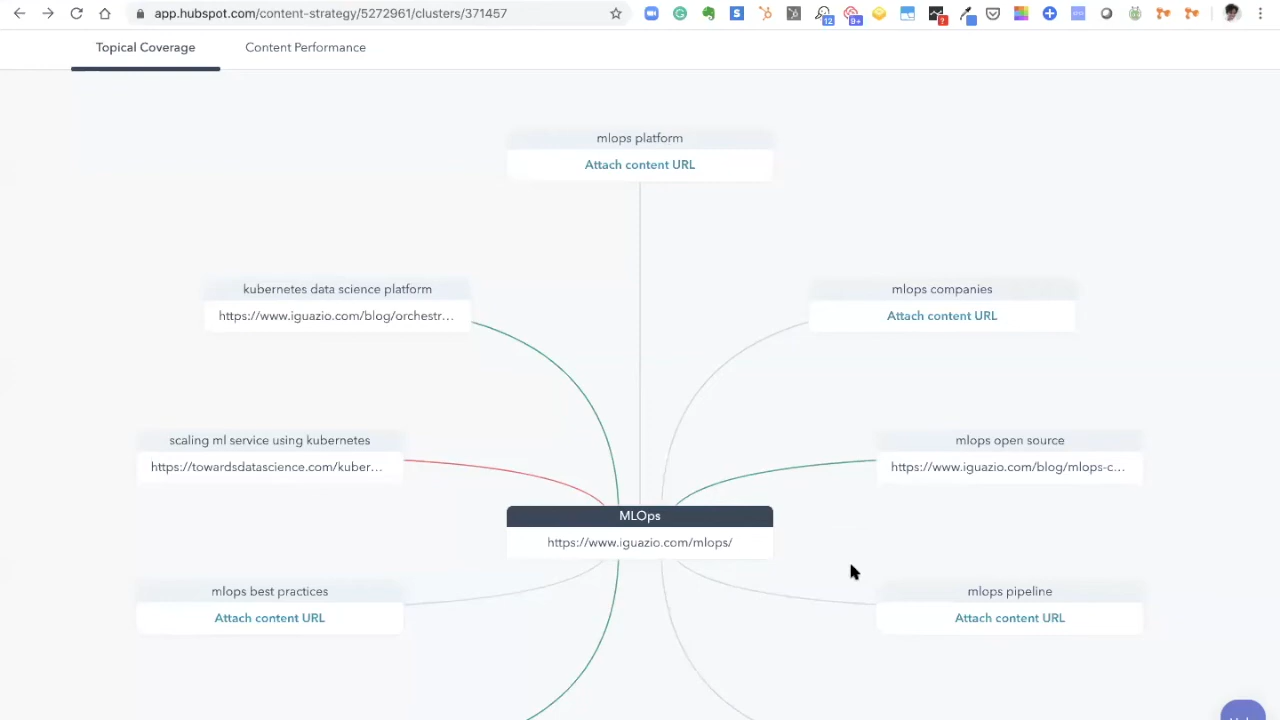 app.hubspot.com/content-strategy/5272961/clusters/371457
12
9+
?
Topical Coverage
Content Performance
mlops platform
Attach content URL
kubernetes data science platform
https://www.iguazio.com/blog/orchestr...
mlops companies
Attach content URL
scaling ml service using kubernetes
https://towardsdatascience.com/kuber...
mlops open source
https://www.iguazio.com/blog/mlops-c...
MLOps
https://www.iguazio.com/mlops/
mlops best practices
Attach content URL
mlops pipeline
Attach content URL